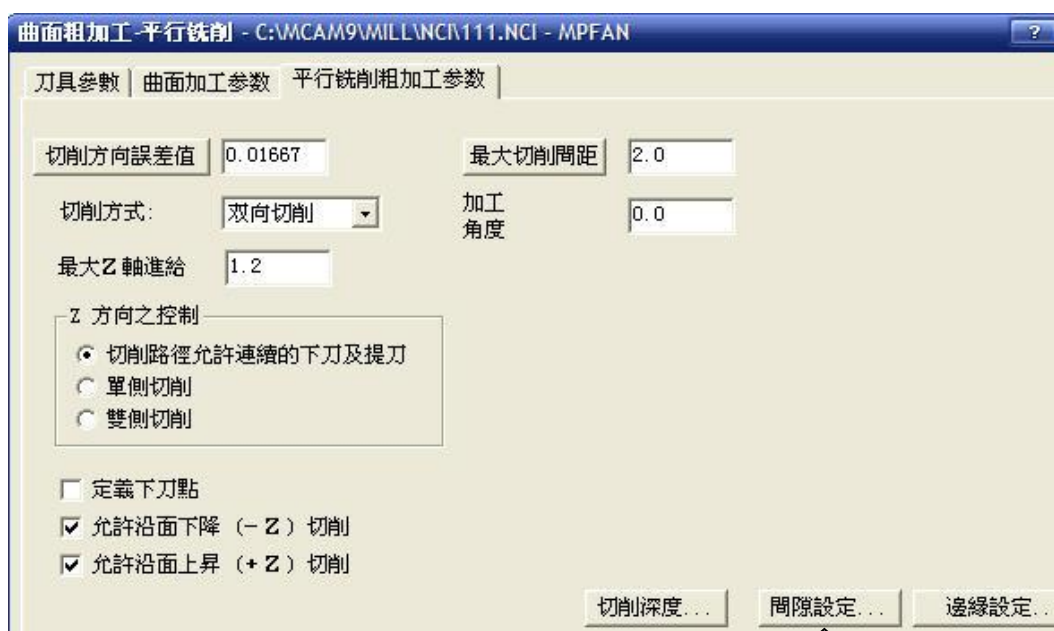 曲面粗加工-平行铣削 - C:\MCAM9\MILL\NCI\111.NCI - MPFAN
?
刀具參數
曲面加工参数
平行铣削粗加工参数
切削方向誤差值
0.01667
最大切削間距
2.0
切削方式:
双向切削
加工
角度
0.0
最大Z 軸進給
1.2
Z 方向之控制
切削路徑允許連續的下刀及提刀
單側切削
雙側切削
定義下刀點
允許沿面下降 (-Z) 切削
允許沿面上昇 (+Z) 切削
切削深度...
間隙設定...
邊緣設定..